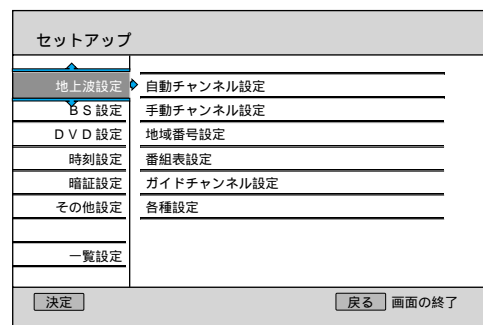 セットアップ
地上波設定
ＢＳ設定
ＤＶＤ設定
時刻設定
暗証設定
その他設定
一覧設定
自動チャンネル設定
手動チャンネル設定
地域番号設定
番組表設定
ガイドチャンネル設定
各種設定
決定
戻る 画面の終了